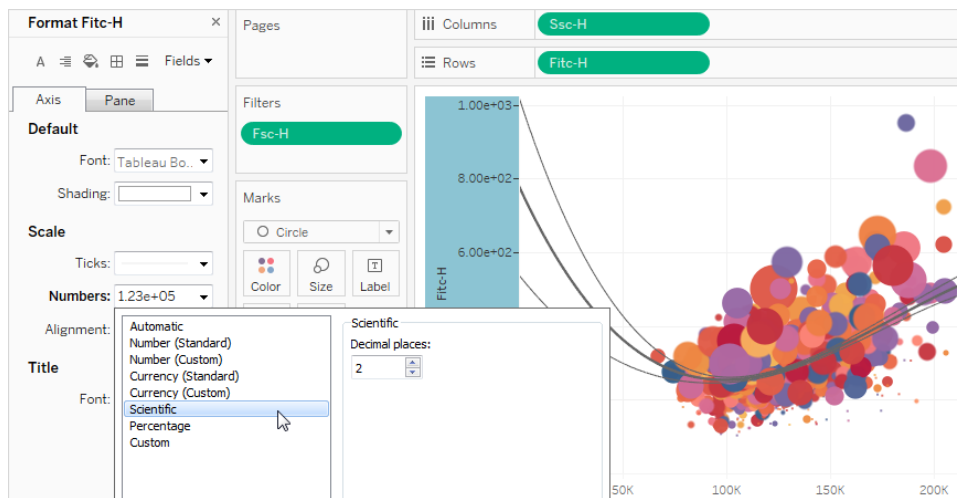 Format Fitc-H ×
A Fields
Axis Pane
Default
Font: Tableau Bo..
Shading:
Scale
Ticks:
Numbers: 1.23e+05
Alignment:
Title
Font:
Pages
Filters
Fsc-H
Marks
Circle
Color Size T Label
Columns Ssc-H
Rows Fitc-H
1.00e+03
8.00e+02
6.00e+02
Fitc-H
Automatic
Number (Standard)
Number (Custom)
Currency (Standard)
Currency (Custom)
Scientific
Percentage
Custom
Scientific
Decimal places:
2
50K 100K 150K 200K